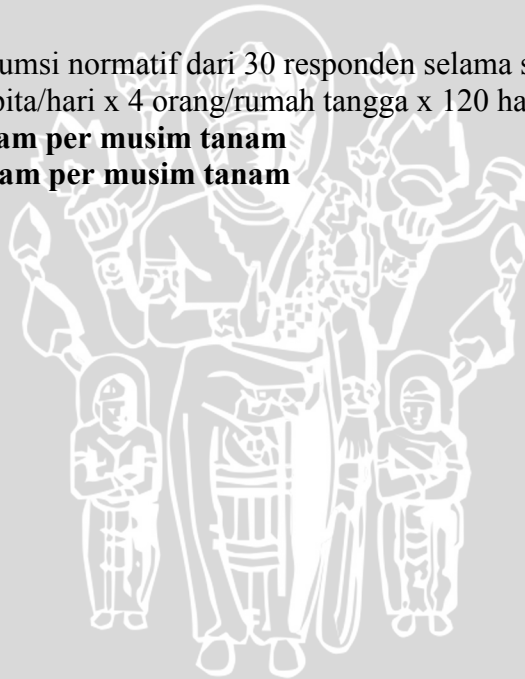 umsi normatif dari 30 responden selama s
pita/hari x 4 orang/rumah tangga x 120 ha
am per musim tanam
am per musim tanam